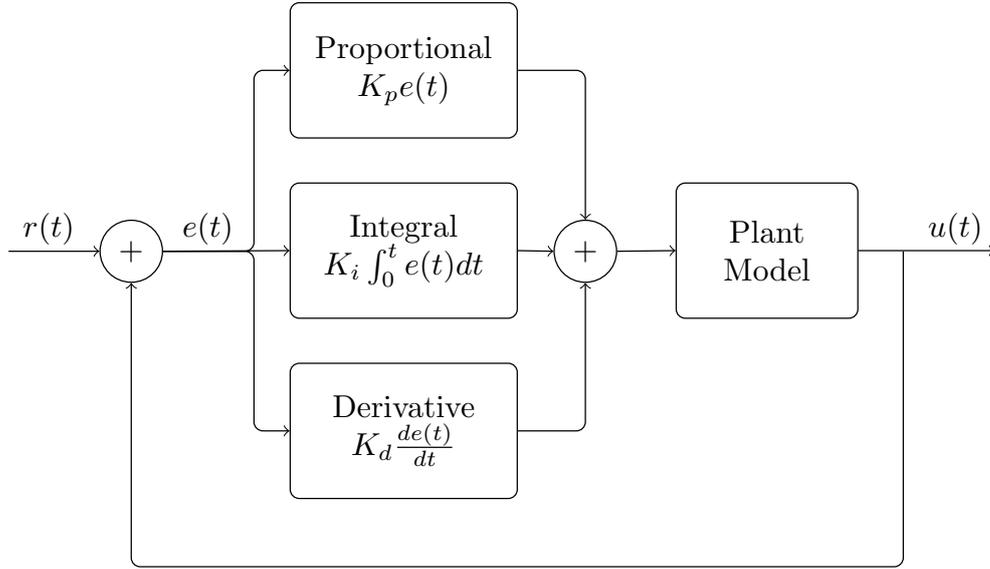 Proportional
K_p e(t)
r(t)
+
e(t)
Integral
K_i ∫_0^t e(t)dt
+
Plant
Model
u(t)
Derivative
K_d de(t)/dt